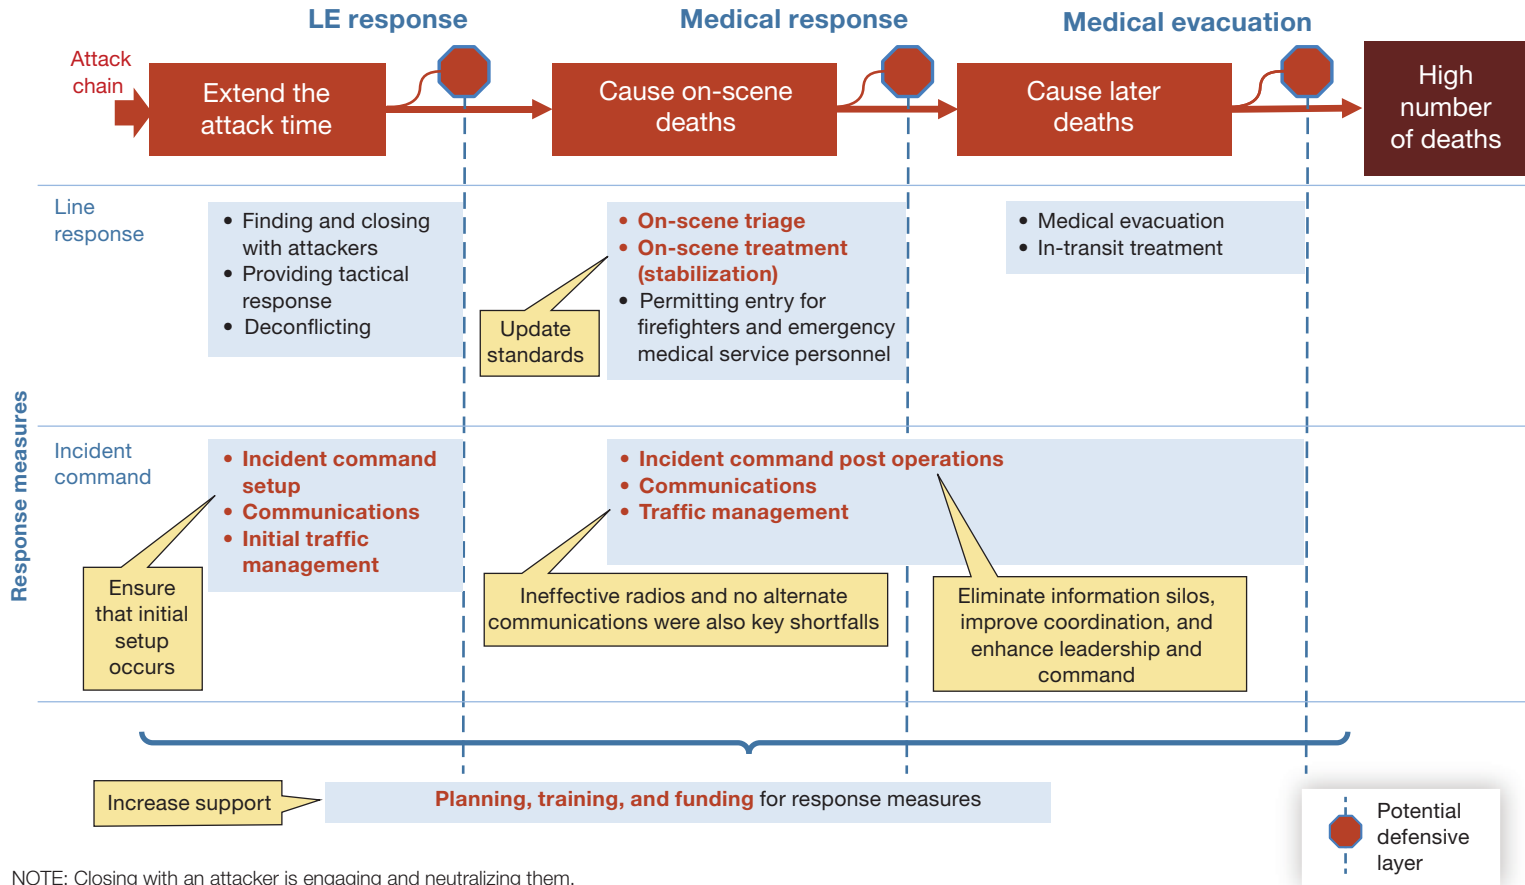 LE response
Medical response
Medical evacuation
Attack
chain
Extend the
attack time
Cause on-scene
deaths
Cause later
deaths
High
number
of deaths
Response measures
Line
response
• Finding and closing
with attackers
• Providing tactical
response
• Deconflicting
• On-scene triage
• On-scene treatment
(stabilization)
• Permitting entry for
firefighters and emergency
medical service personnel
Update
standards
• Medical evacuation
• In-transit treatment
Incident
command
• Incident command
setup
• Communications
• Initial traffic
management
Ensure
that initial
setup
occurs
• Incident command post operations
• Communications
• Traffic management
Ineffective radios and no alternate
communications were also key shortfalls
Eliminate information silos,
improve coordination, and
enhance leadership and
command
Increase support
Planning, training, and funding for response measures
Potential
defensive
layer
NOTE: Closing with an attacker is engaging and neutralizing them.